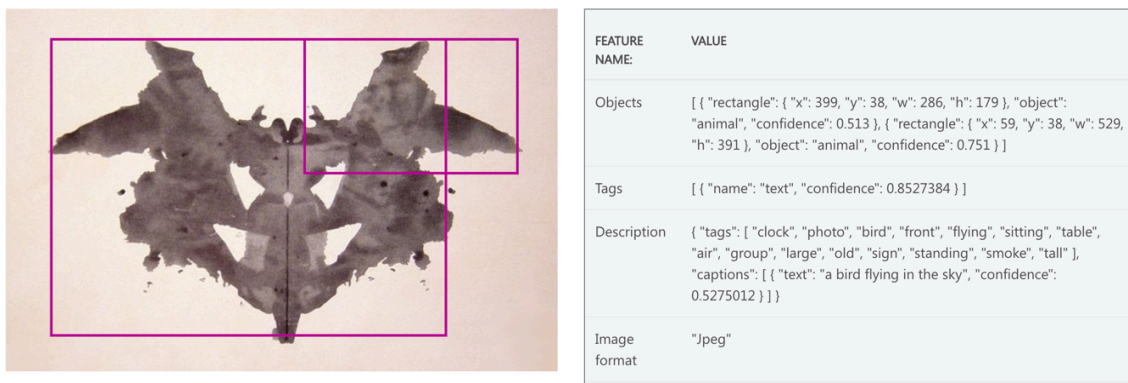 FEATURE NAME: VALUE
Objects [ { "rectangle": { "x": 399, "y": 38, "w": 286, "h": 179 }, "object":
"animal", "confidence": 0.513 }, { "rectangle": { "x": 59, "y": 38, "w": 529,
"h": 391 }, "object": "animal", "confidence": 0.751 } ]
Tags [ { "name": "text", "confidence": 0.8527384 } ]
Description { "tags": [ "clock", "photo", "bird", "front", "flying", "sitting", "table",
"air", "group", "large", "old", "sign", "standing", "smoke", "tall" ],
"captions": [ { "text": "a bird flying in the sky", "confidence":
0.5275012 } ] }
Image format "Jpeg"